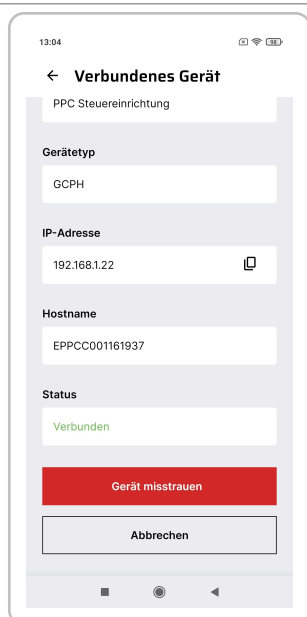 13:04
98
Verbundenes Gerät
PPC Steuereinrichtung
Gerätetyp
GCPH
IP-Adresse
192.168.1.22
Hostname
EPPCC001161937
Status
Verbunden
Gerät misstrauen
Abbrechen